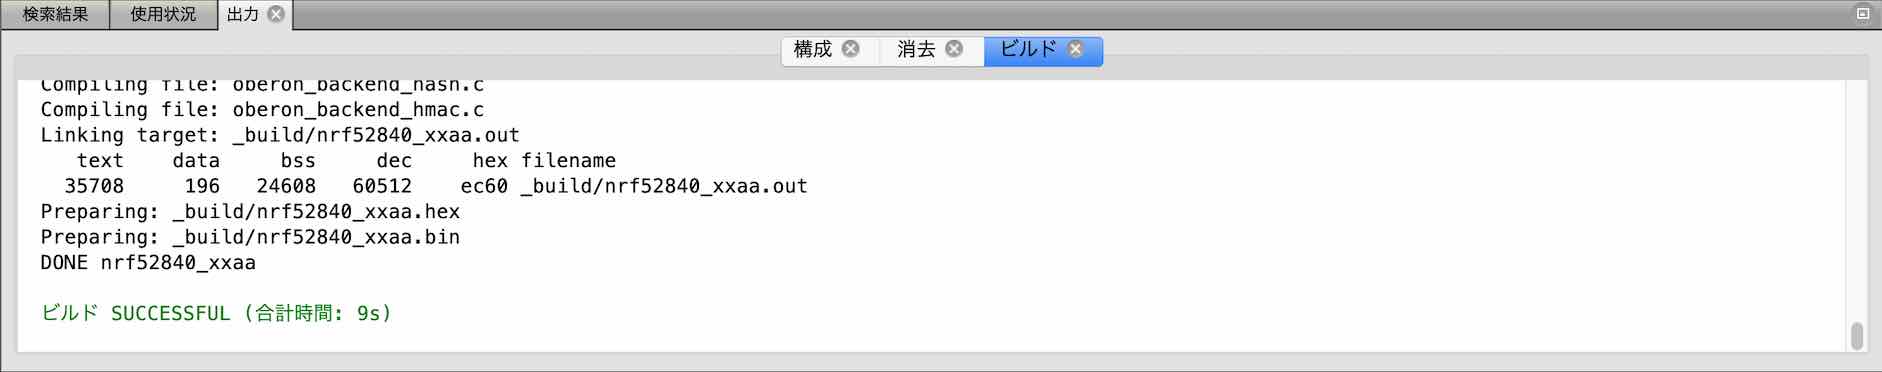 検索結果 使用状況 出力
構成 消去 ビルド
Compiling file: oberon_backend_hash.c
Compiling file: oberon_backend_hmac.c
Linking target: _build/nrf52840_xxaa.out
text data bss dec hex filename
35708 196 24608 60512 ec60 _build/nrf52840_xxaa.out
Preparing: _build/nrf52840_xxaa.hex
Preparing: _build/nrf52840_xxaa.bin
DONE nrf52840_xxaa
ビルド SUCCESSFUL (合計時間: 9s)